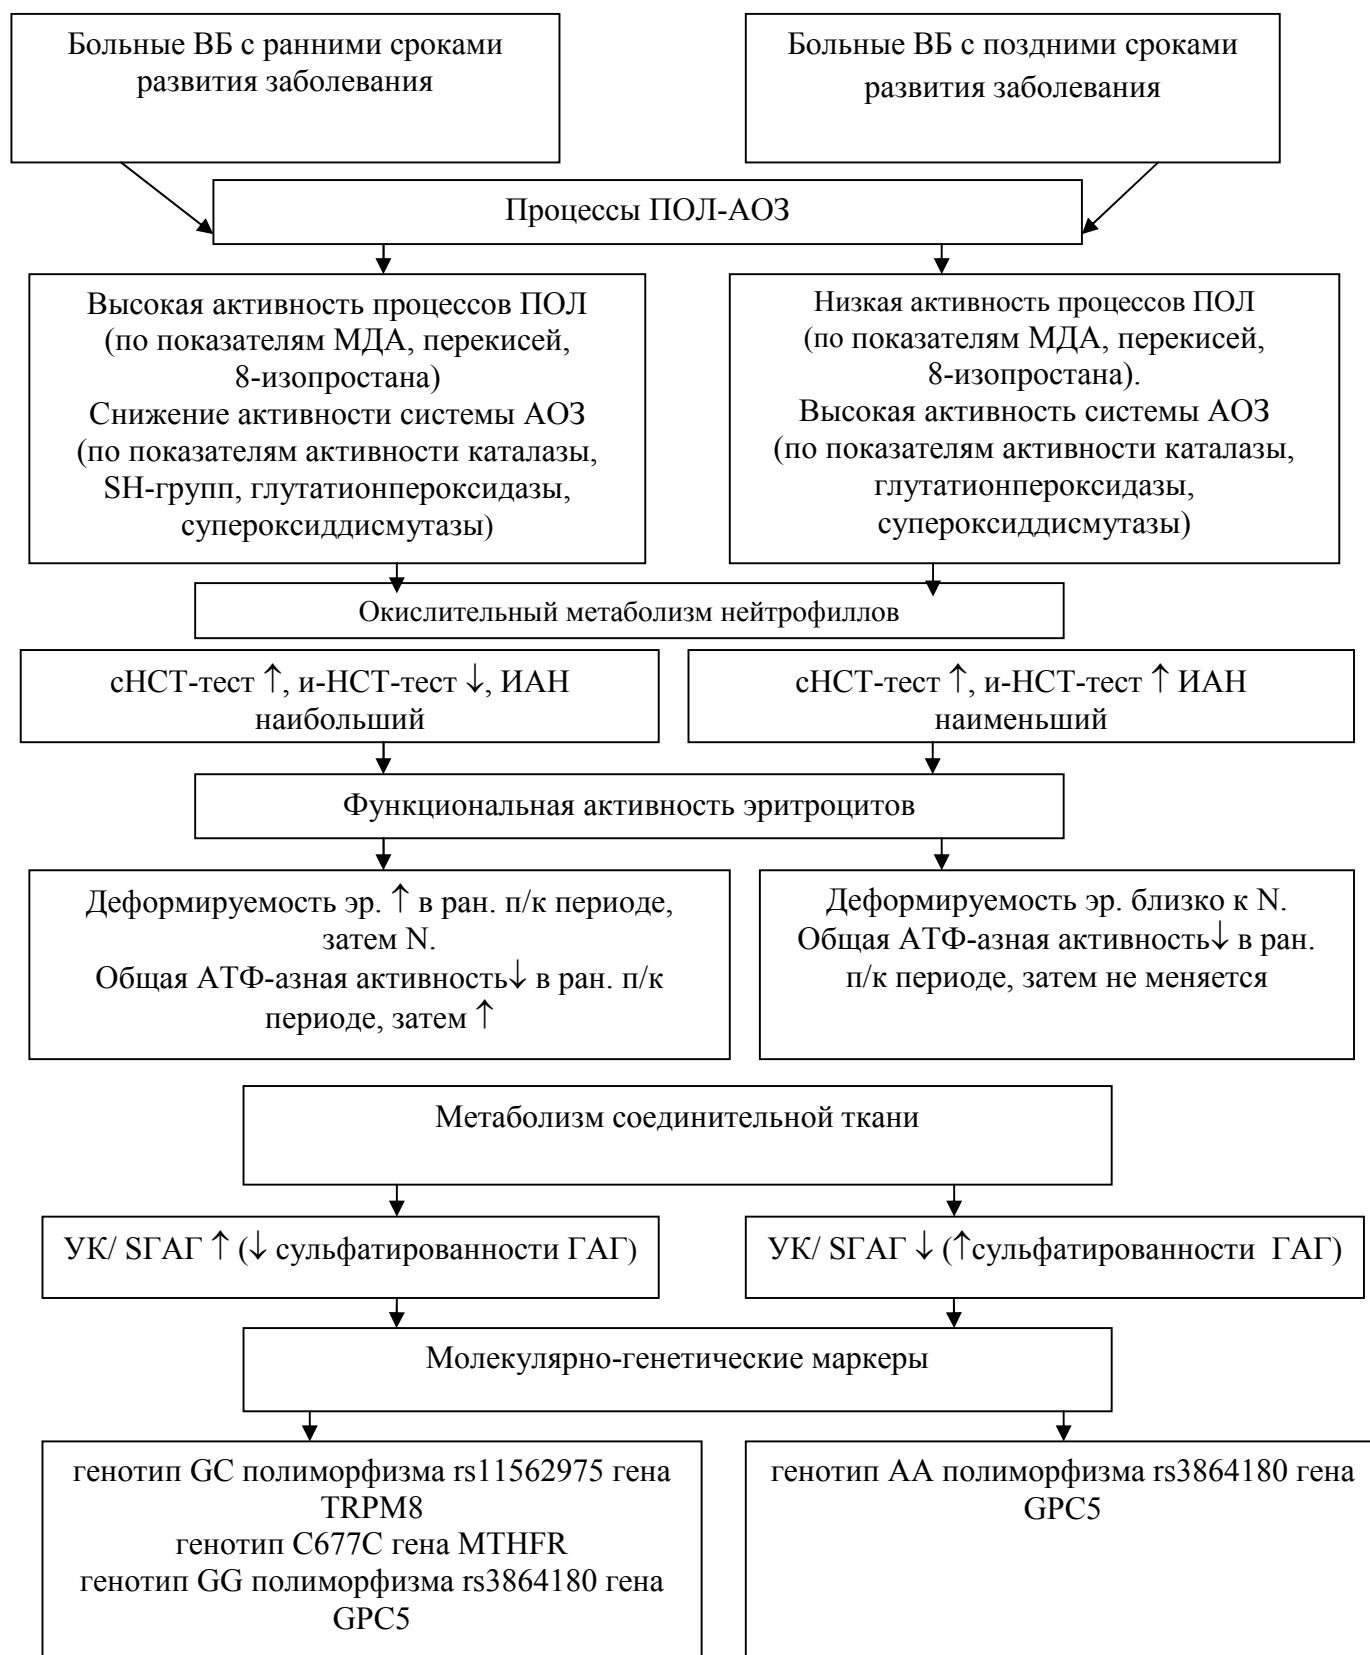 Больные ВБ с ранними сроками
развития заболевания
Больные ВБ с поздними сроками
развития заболевания
Процессы ПОЛ-АОЗ
Высокая активность процессов ПОЛ
(по показателям МДА, перекисей,
8-изопростана)
Снижение активности системы АОЗ
(по показателям активности каталазы,
SH-групп, глутатионпероксидазы,
супероксиддисмутазы)
Низкая активность процессов ПОЛ
(по показателям МДА, перекисей,
8-изопростана).
Высокая активность системы АОЗ
(по показателям активности каталазы,
глутатионпероксидазы,
супероксиддисмутазы)
Окислительный метаболизм нейтрофиллов
сНСТ-тест ↑, и-НСТ-тест ↓, ИАН
наибольший
сНСТ-тест ↑, и-НСТ-тест ↑ ИАН
наименьший
Функциональная активность эритроцитов
Деформируемость эр. ↑ в ран. п/к периоде,
затем N.
Общая АТФ-азная активность↓ в ран. п/к
периоде, затем ↑
Деформируемость эр. близко к N.
Общая АТФ-азная активность↓ в ран.
п/к периоде, затем не меняется
Метаболизм соединительной ткани
УК/ SГАГ ↑ (↓ сульфатированности ГАГ)
УК/ SГАГ ↓ (↑сульфатированности ГАГ)
Молекулярно-генетические маркеры
генотип GC полиморфизма rs11562975 гена
TRPM8
генотип С677С гена MTHFR
генотип GG полиморфизма rs3864180 гена
GPC5
генотип АА полиморфизма rs3864180 гена
GPC5